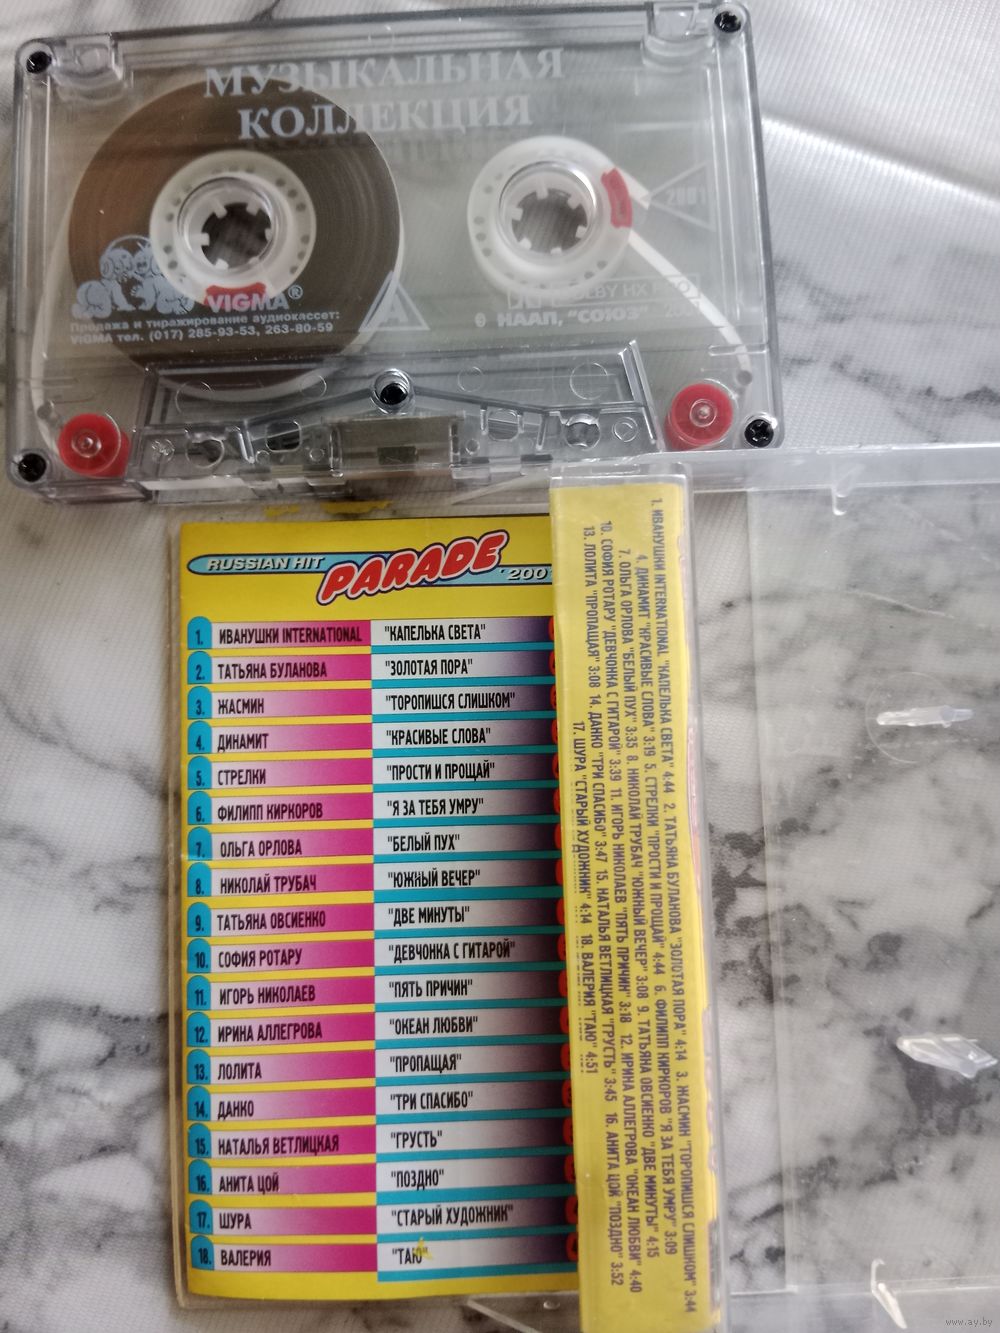 МУЗЫКАЛЬНАЯ
КОЛЛЕКЦИЯ
2001
VIGMA®
Продажа и тиражирование аудиокассет:
VIGMA тел. (017) 285-93-53, 263-80-59
A
DOLBY HX PRO
НААП, "СОЮЗ"
RUSSIAN HIT PARADE '200
1. ИВАНУШКИ INTERNATIONAL "КАПЕЛЬКА СВЕТА"
2. ТАТЬЯНА БУЛАНОВА "ЗОЛОТАЯ ПОРА"
3. ЖАСМИН "ТОРОПИШСЯ СЛИШКОМ"
4. ДИНАМИТ "КРАСИВЫЕ СЛОВА"
5. СТРЕЛКИ "ПРОСТИ И ПРОЩАЙ"
6. ФИЛИПП КИРКОРОВ "Я ЗА ТЕБЯ УМРУ"
7. ОЛЬГА ОРЛОВА "БЕЛЫЙ ПУХ"
8. НИКОЛАЙ ТРУБАЧ "ЮЖНЫЙ ВЕЧЕР"
9. ТАТЬЯНА ОВСИЕНКО "ДВЕ МИНУТЫ"
10. СОФИЯ РОТАРУ "ДЕВЧОНКА С ГИТАРОЙ"
11. ИГОРЬ НИКОЛАЕВ "ПЯТЬ ПРИЧИН"
12. ИРИНА АЛЛЕГРОВА "ОКЕАН ЛЮБВИ"
13. ЛОЛИТА "ПРОПАЩАЯ"
14. ДАНКО "ТРИ СПАСИБО"
15. НАТАЛЬЯ ВЕТЛИЦКАЯ "ГРУСТЬ"
16. АНИТА ЦОЙ "ПОЗДНО"
17. ШУРА "СТАРЫЙ ХУДОЖНИК"
18. ВАЛЕРИЯ "ТАЮ"
1. ИВАНУШКИ INTERNATIONAL "КАПЕЛЬКА СВЕТА" 4:44 2. ТАТЬЯНА БУЛАНОВА "ЗОЛОТАЯ ПОРА" 4:14 3. ЖАСМИН "ТОРОПИШСЯ СЛИШКОМ" 3:44
4. ДИНАМИТ "КРАСИВЫЕ СЛОВА" 3:19 5. СТРЕЛКИ "ПРОСТИ И ПРОЩАЙ" 4:44 6. ФИЛИПП КИРКОРОВ "Я ЗА ТЕБЯ УМРУ" 3:09
7. ОЛЬГА ОРЛОВА "БЕЛЫЙ ПУХ" 3:35 8. НИКОЛАЙ ТРУБАЧ "ЮЖНЫЙ ВЕЧЕР" 3:08 9. ТАТЬЯНА ОВСИЕНКО "ДВЕ МИНУТЫ" 4:15
10. СОФИЯ РОТАРУ "ДЕВЧОНКА С ГИТАРОЙ" 3:39 11. ИГОРЬ НИКОЛАЕВ "ПЯТЬ ПРИЧИН" 3:18 12. ИРИНА АЛЛЕГРОВА "ОКЕАН ЛЮБВИ" 4:40
13. ЛОЛИТА "ПРОПАЩАЯ" 3:08 14. ДАНКО "ТРИ СПАСИБО" 3:47 15. НАТАЛЬЯ ВЕТЛИЦКАЯ "ГРУСТЬ" 3:45 16. АНИТА ЦОЙ "ПОЗДНО" 3:52
17. ШУРА "СТАРЫЙ ХУДОЖНИК" 4:14 18. ВАЛЕРИЯ "ТАЮ" 4:51
www.ay.by